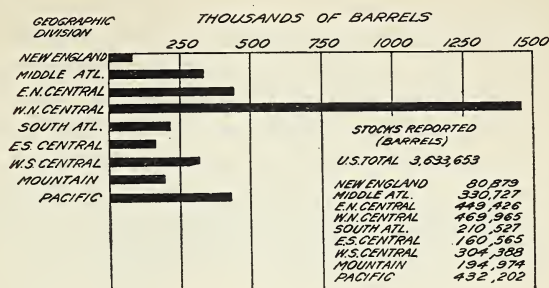 GEOGRAPHIC DIVISION
THOUSANDS OF BARRELS
250 500 750 1000 1250 1500
NEW ENGLAND
MIDDLE ATL.
E.N.CENTRAL
W.N.CENTRAL
SOUTH ATL.
E.S. CENTRAL
W.S. CENTRAL
MOUNTAIN
PACIFIC
STOCKS REPORTED
(BARRELS)
U.S.TOTAL 3,633,653
NEW ENGLAND 80,879
MIDDLE ATL. 330,727
E.N.CENTRAL 449,426
W.N.CENTRAL 469,965
SOUTH ATL. 210,527
E.S.CENTRAL 160,565
W.S.CENTRAL 304,388
MOUNTAIN 194,974
PACIFIC 432,202